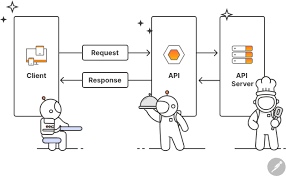 Request
Response
Client
API
API
Server